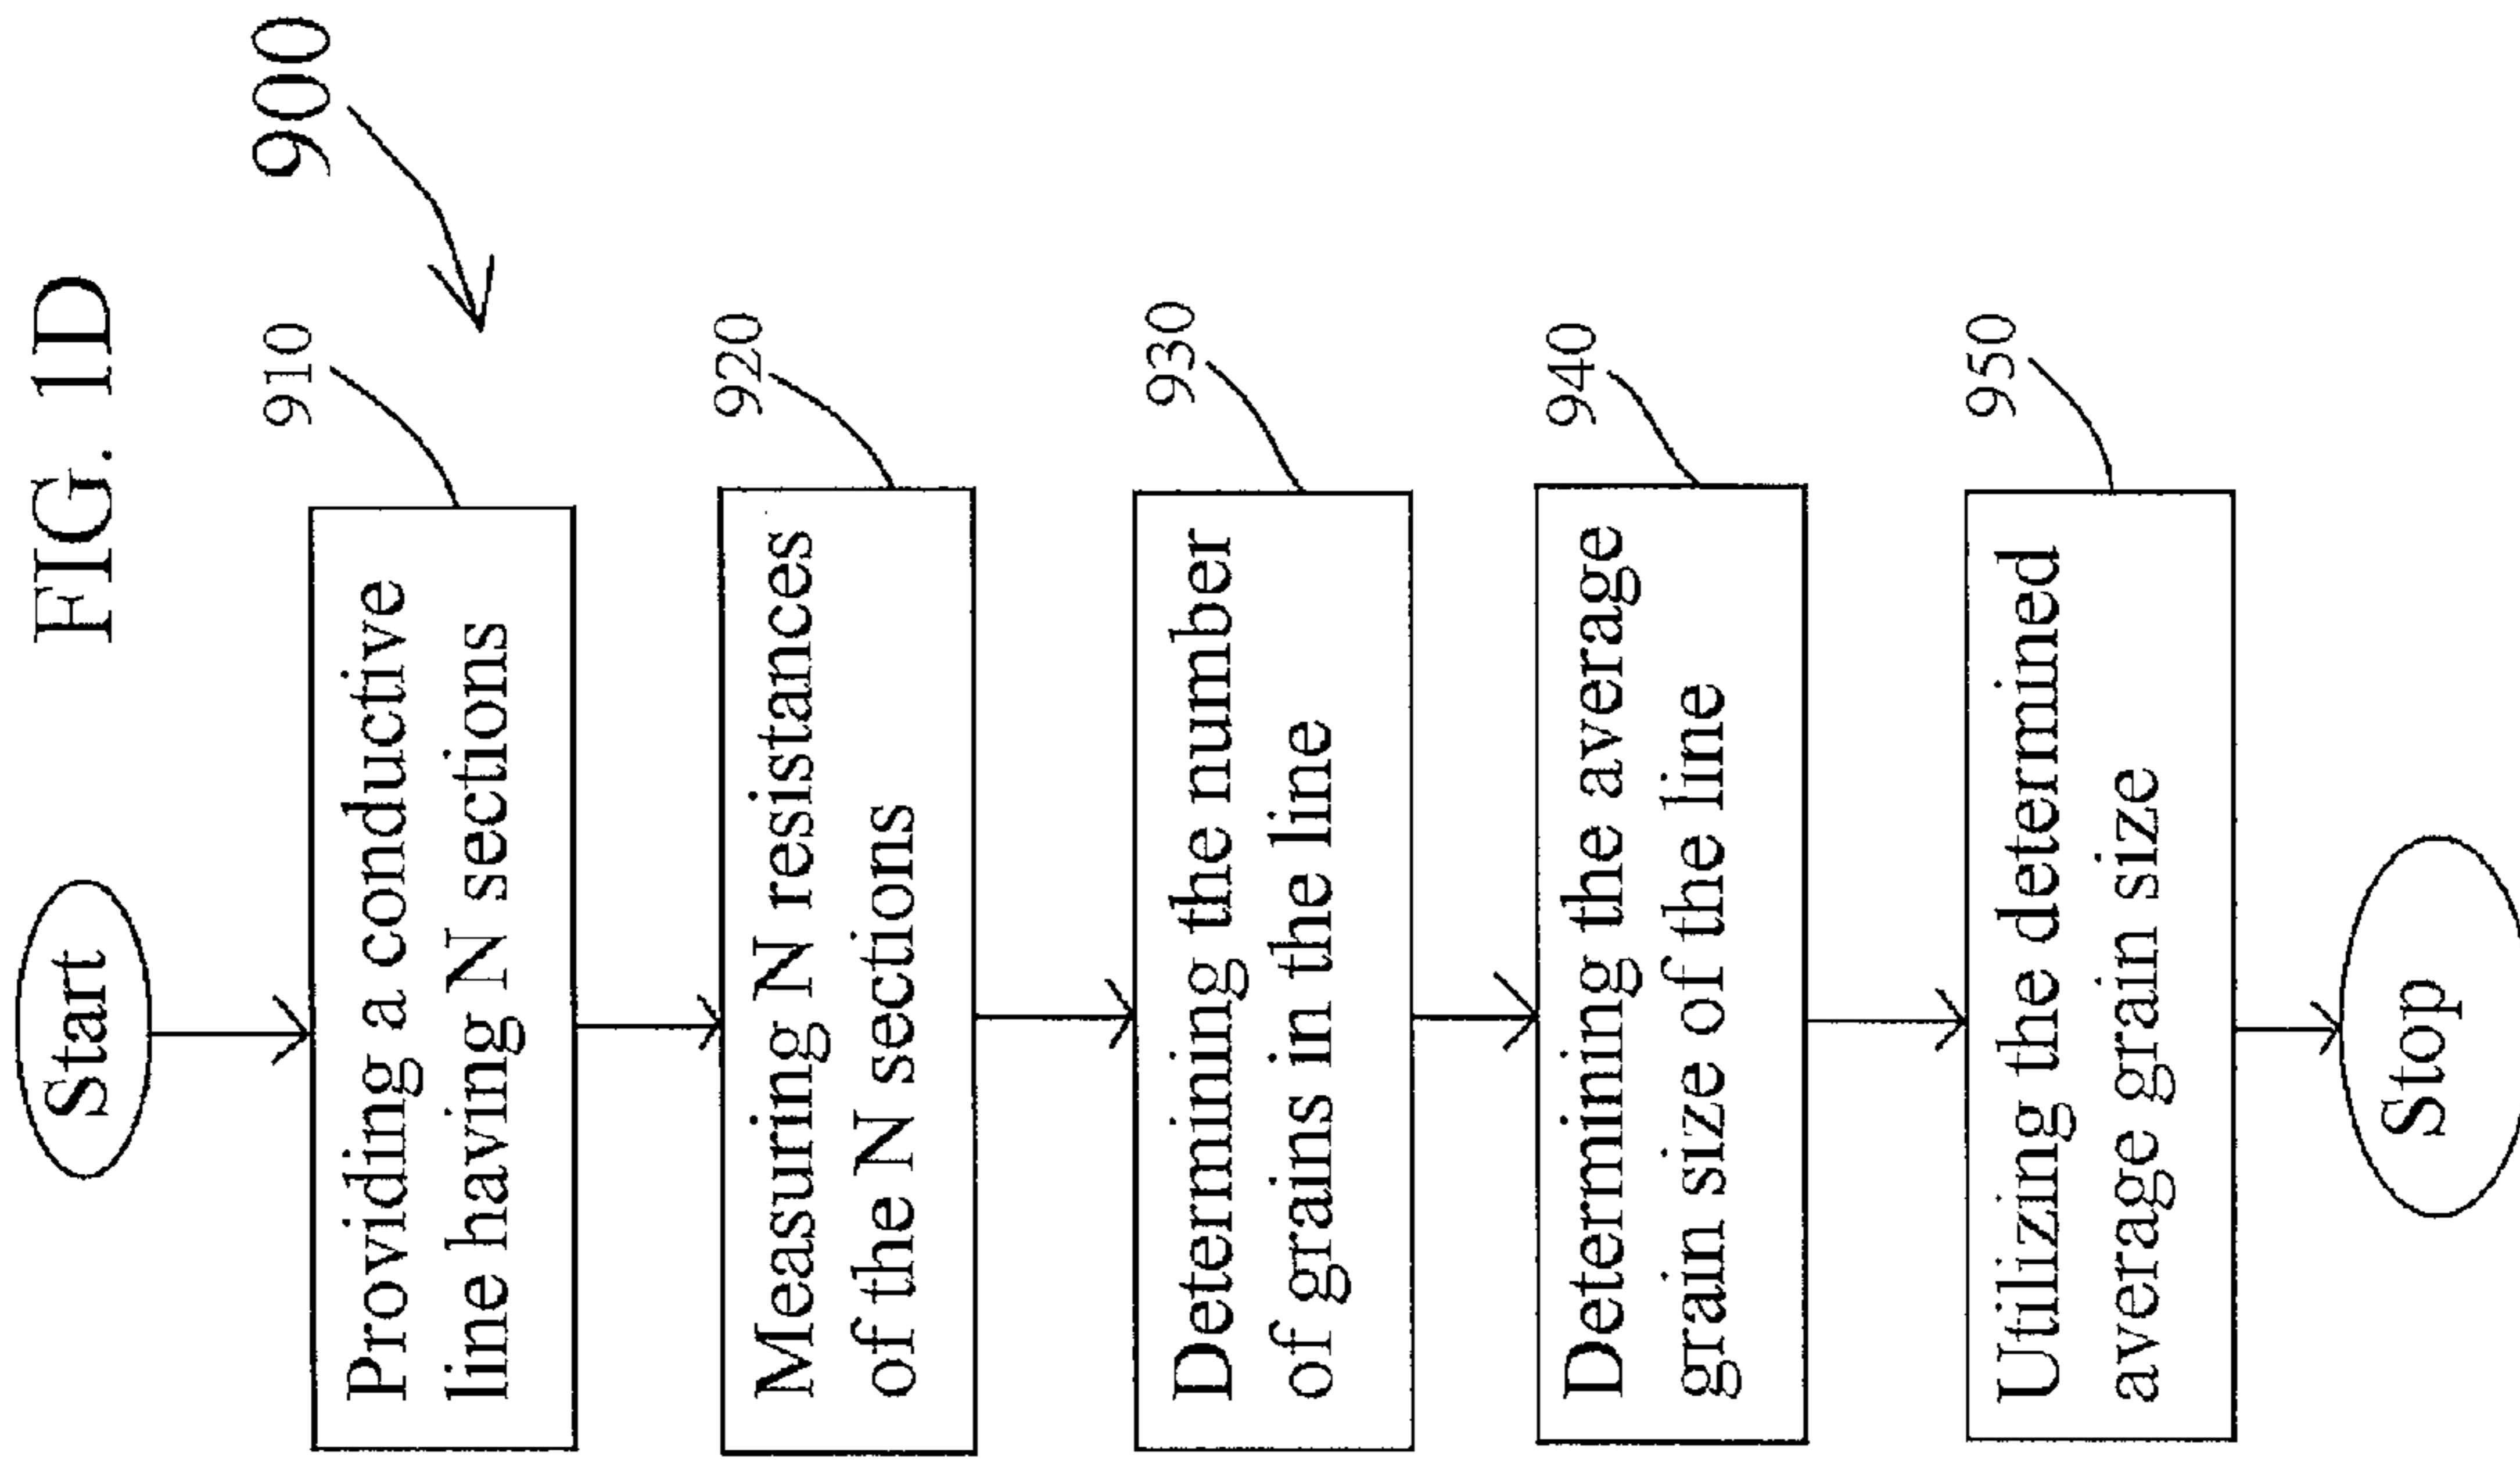 FIG. 1D
900
Start
910
Providing a conductive
line having N sections
920
Measuring N resistances
of the N sections
930
Determining the number
of grains in the line
940
Determining the average
grain size of the line
950
Utilizing the determined
average grain size
Stop